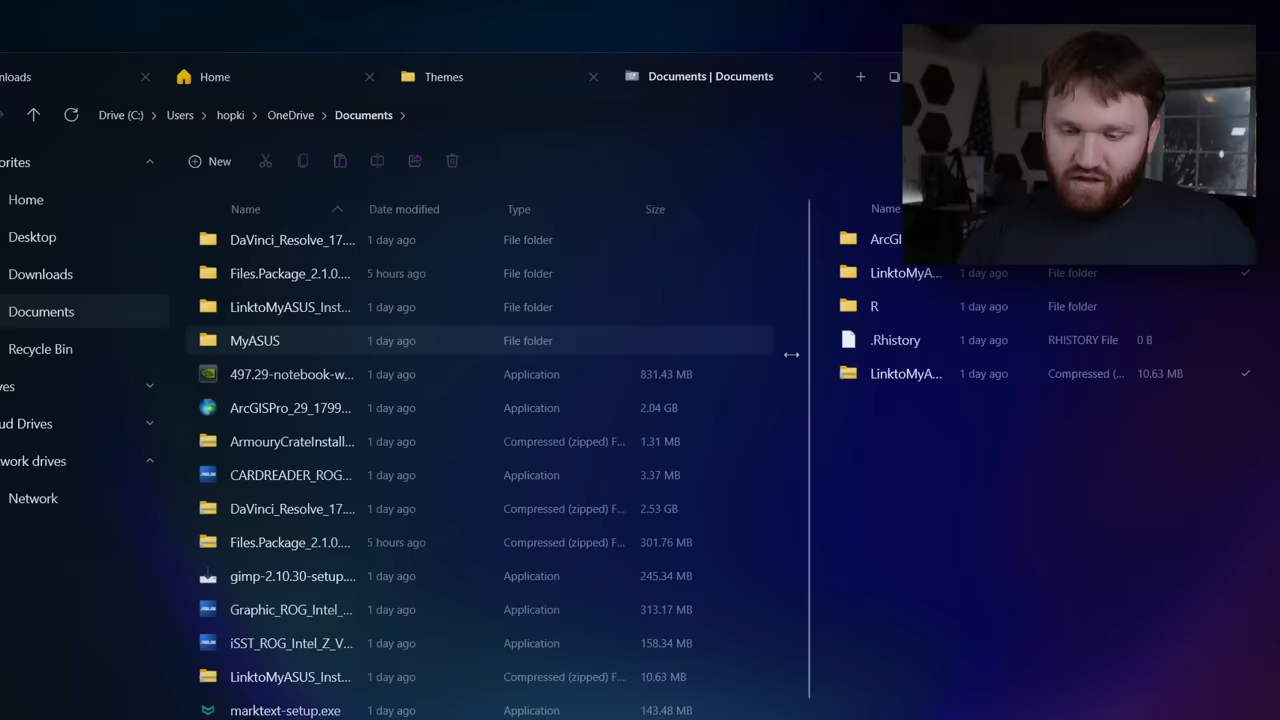 nloads
Home
Themes
Documents | Documents
Drive (C:) > Users > hopki > OneDrive > Documents >
orites
New
Home
Desktop
Downloads
Documents
Recycle Bin
ves
ud Drives
work drives
Network
Name Date modified Type Size
DaVinci_Resolve_17.... 1 day ago File folder
Files.Package_2.1.0.... 5 hours ago File folder
LinktoMyASUS_Inst... 1 day ago File folder
MyASUS 1 day ago File folder
497.29-notebook-w... 1 day ago Application 831.43 MB
ArcGISPro_29_1799... 1 day ago Application 2.04 GB
ArmouryCrateInstall... 1 day ago Compressed (zipped) F... 1.31 MB
CARDREADER_ROG... 1 day ago Application 3.37 MB
DaVinci_Resolve_17.... 1 day ago Compressed (zipped) F... 2.53 GB
Files.Package_2.1.0.... 5 hours ago Compressed (zipped) F... 301.76 MB
gimp-2.10.30-setup.... 1 day ago Application 245.34 MB
Graphic_ROG_Intel_... 1 day ago Application 313.17 MB
iSST_ROG_Intel_Z_V... 1 day ago Application 158.34 MB
LinktoMyASUS_Inst... 1 day ago Compressed (zipped) F... 10.63 MB
marktext-setup.exe 1 day ago Application 143.48 MB
Name
ArcGI
LinktoMyA... 1 day ago File folder
R 1 day ago File folder
.Rhistory 1 day ago RHISTORY File 0 B
LinktoMyA... 1 day ago Compressed (... 10.63 MB